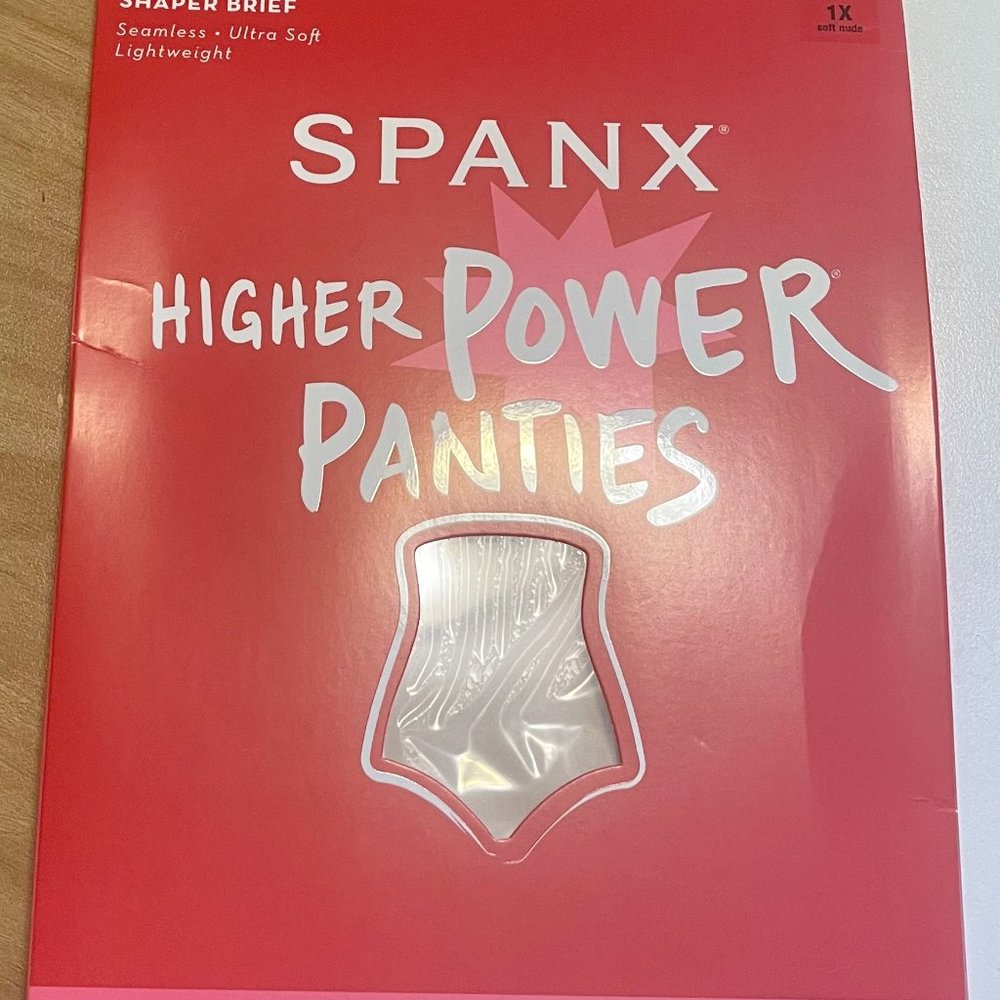 SHAPER BRIEF
Seamless • Ultra Soft
Lightweight
1X
soft nude
SPANX®
HIGHER POWER®
PANTIES